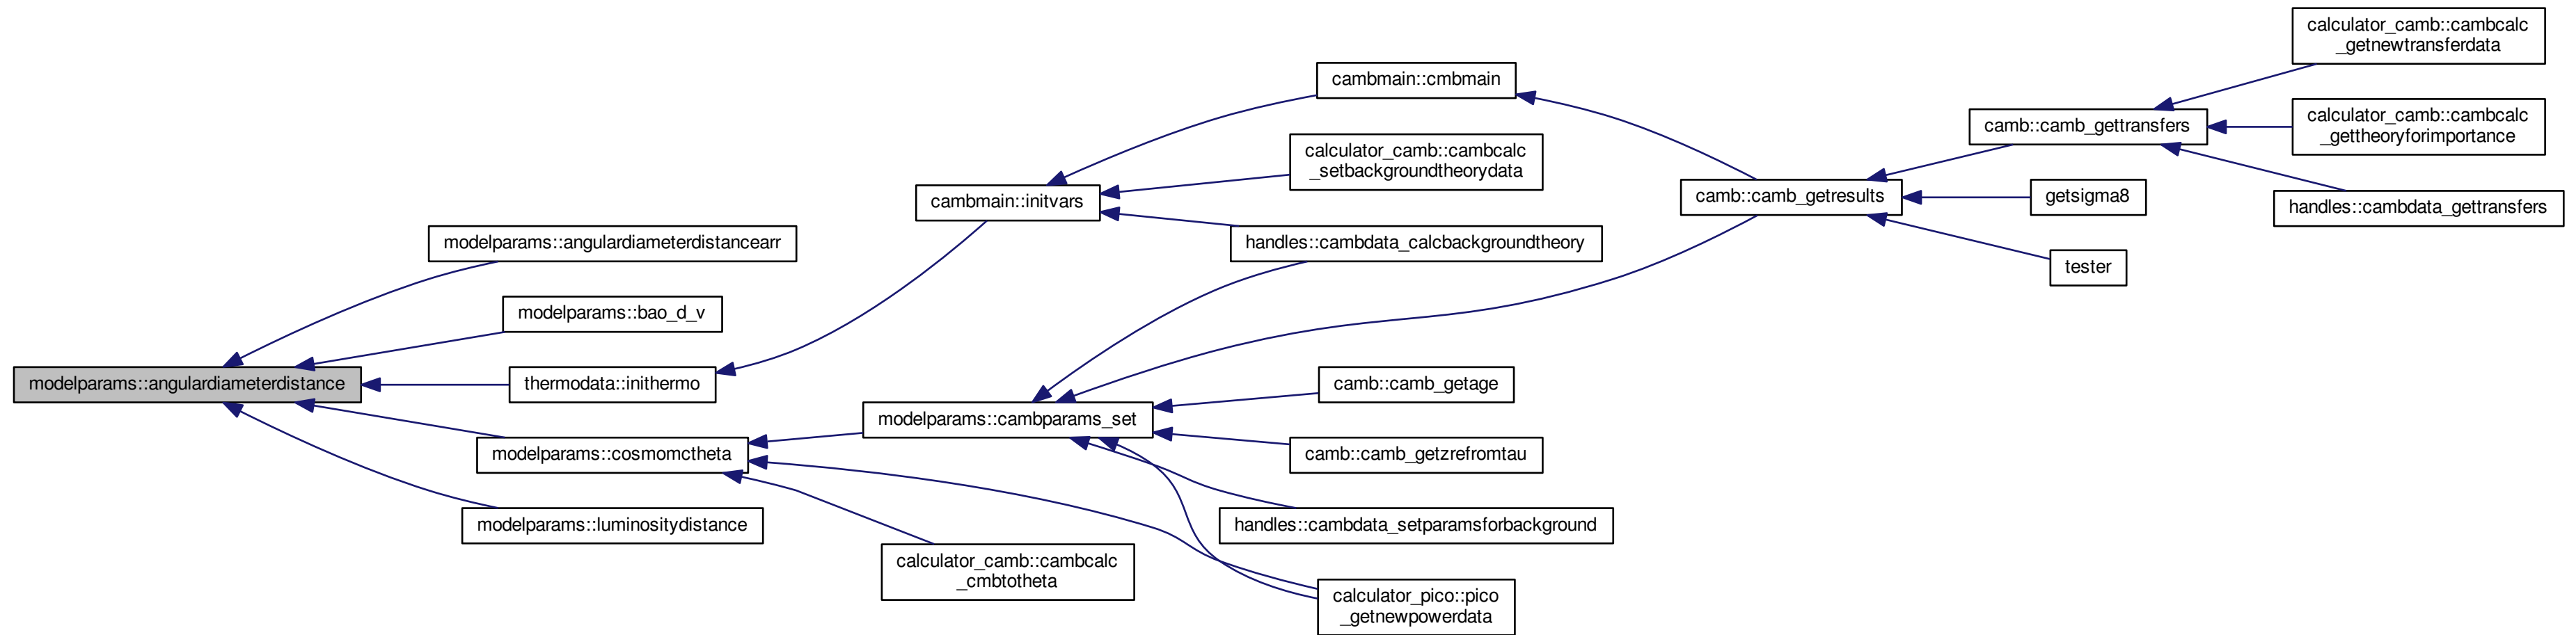 modelparams::angulardiameterdistance
modelparams::angulardiameterdistancearr
modelparams::bao_d_v
thermodata::inithermo
modelparams::cosmomctheta
modelparams::luminositydistance
cambmain::initvars
modelparams::cambparams_set
calculator_camb::cambcalc
_cmbtotheta
cambmain::cmbmain
calculator_camb::cambcalc
_setbackgroundtheorydata
handles::cambdata_calcbackgroundtheory
camb::camb_getage
camb::camb_getzrefromtau
handles::cambdata_setparamsforbackground
calculator_pico::pico
_getnewpowerdata
camb::camb_getresults
camb::camb_gettransfers
getsigma8
tester
calculator_camb::cambcalc
_getnewtransferdata
calculator_camb::cambcalc
_gettheoryforimportance
handles::cambdata_gettransfers